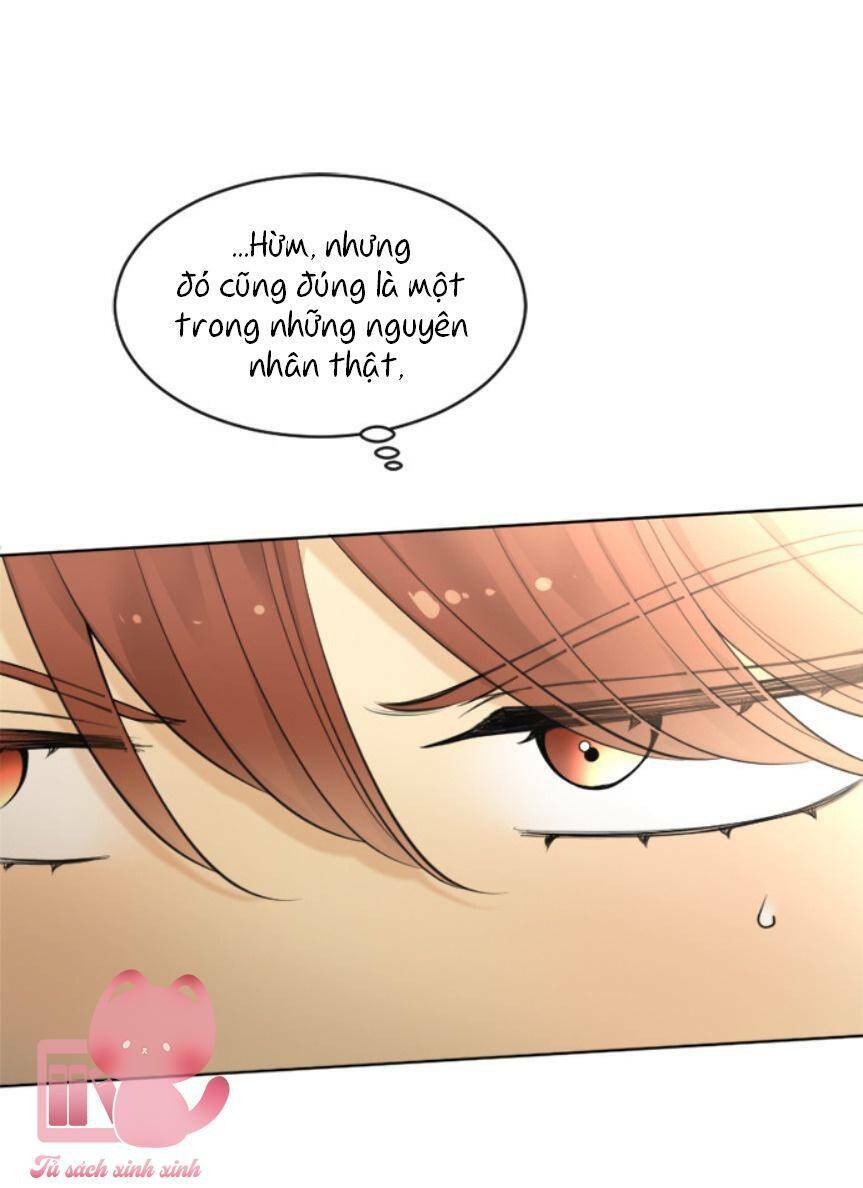 ...Hừm, nhưng
đó cũng đúng là một
trong những nguyên
nhân thật,
Tủ sách xinh xinh